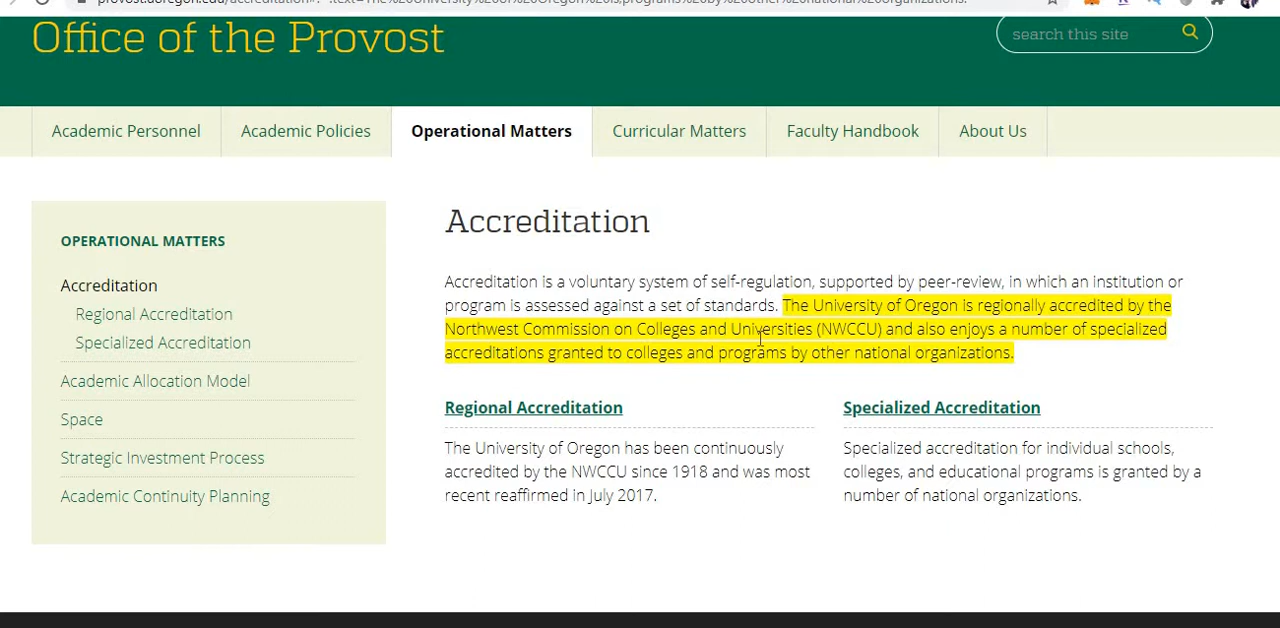 Office of the Provost
search this site
Academic Personnel
Academic Policies
Operational Matters
Curricular Matters
Faculty Handbook
About Us
OPERATIONAL MATTERS
Accreditation
Regional Accreditation
Specialized Accreditation
Academic Allocation Model
Space
Strategic Investment Process
Academic Continuity Planning
Accreditation
Accreditation is a voluntary system of self-regulation, supported by peer-review, in which an institution or
program is assessed against a set of standards. The University of Oregon is regionally accredited by the
Northwest Commission on Colleges and Universities (NWCCU) and also enjoys a number of specialized
accreditations granted to colleges and programs by other national organizations.
Regional Accreditation
The University of Oregon has been continuously
accredited by the NWCCU since 1918 and was most
recent reaffirmed in July 2017.
Specialized Accreditation
Specialized accreditation for individual schools,
colleges, and educational programs is granted by a
number of national organizations.